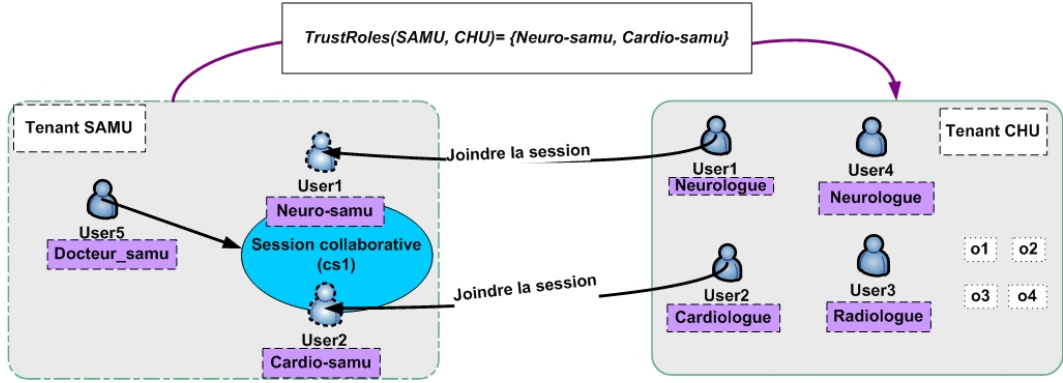 TrustRoles(SAMU, CHU)= {Neuro-samu, Cardio-samu}
Tenant SAMU
User1
Neuro-samu
User5
Docteur_samu
Session collaborative
(cs1)
User2
Cardio-samu
Joindre la session
Joindre la session
Tenant CHU
User1
Neurologue
User4
Neurologue
User2
Cardiologue
User3
Radiologue
o1
o2
o3
o4